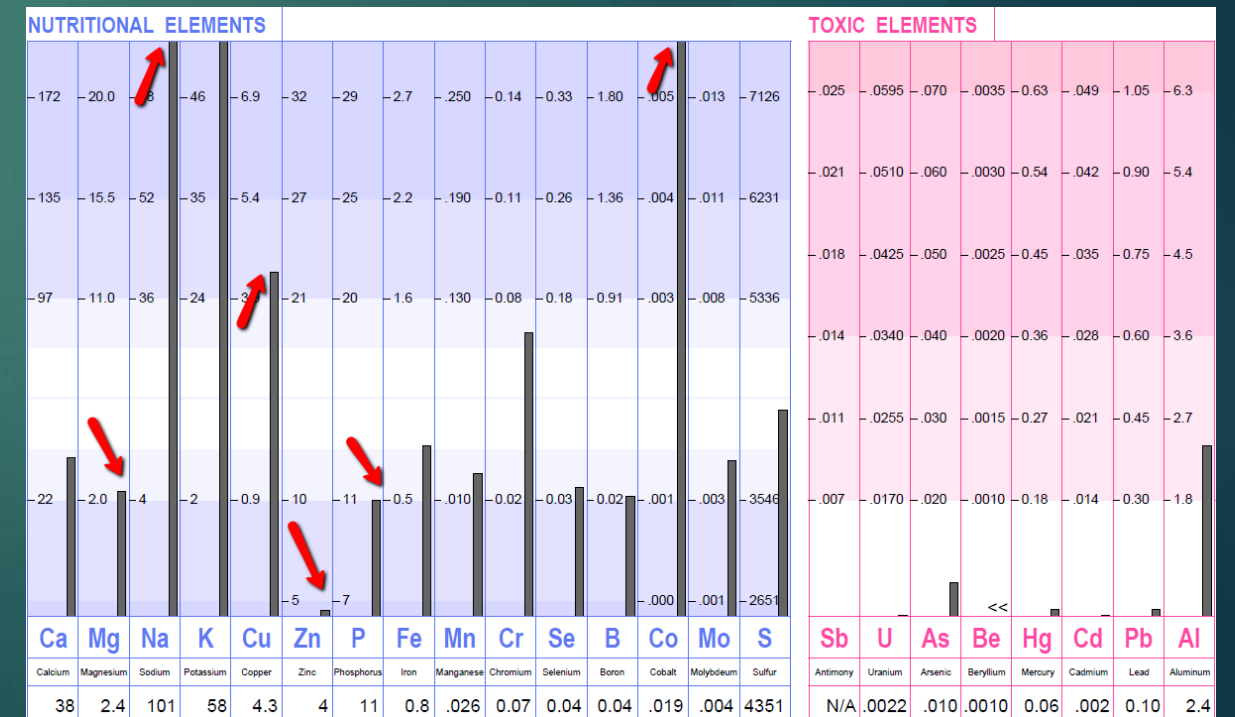 NUTRITIONAL ELEMENTS
172 20.0 46 6.9 32 29 2.7 .250 0.14 0.33 1.80 .005 .013 7126
135 15.5 52 35 5.4 27 25 2.2 .190 0.11 0.26 1.36 .004 .011 6231
97 11.0 36 24 21 20 1.6 .130 0.08 0.18 0.91 .003 .008 5336
22 2.0 4 2 0.9 10 11 0.5 .010 0.02 0.03 0.02 .001 .003 3546
5 7 .000 .001 2651
Ca Mg Na K Cu Zn P Fe Mn Cr Se B Co Mo S
Calcium Magnesium Sodium Potassium Copper Zinc Phosphorus Iron Manganese Chromium Selenium Boron Cobalt Molybdeum Sulfur
38 2.4 101 58 4.3 4 11 0.8 .026 0.07 0.04 0.04 .019 .004 4351
TOXIC ELEMENTS
.025 .0595 .070 .0035 0.63 .049 1.05 6.3
.021 .0510 .060 .0030 0.54 .042 0.90 5.4
.018 .0425 .050 .0025 0.45 .035 0.75 4.5
.014 .0340 .040 .0020 0.36 .028 0.60 3.6
.011 .0255 .030 .0015 0.27 .021 0.45 2.7
.007 .0170 .020 .0010 0.18 .014 0.30 1.8
<<
Sb U As Be Hg Cd Pb Al
Antimony Uranium Arsenic Beryllium Mercury Cadmium Lead Aluminum
N/A .0022 .010 .0010 0.06 .002 0.10 2.4